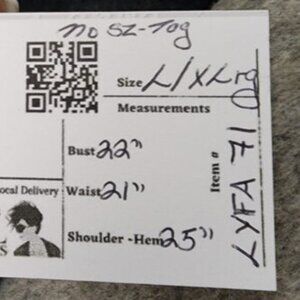 no SZ-Tag
Size L/XLrg
Measurements
Bust 22"
Waist 21"
Shoulder -Hem 25"
ocal Delivery
S
Item #
LYFA 71